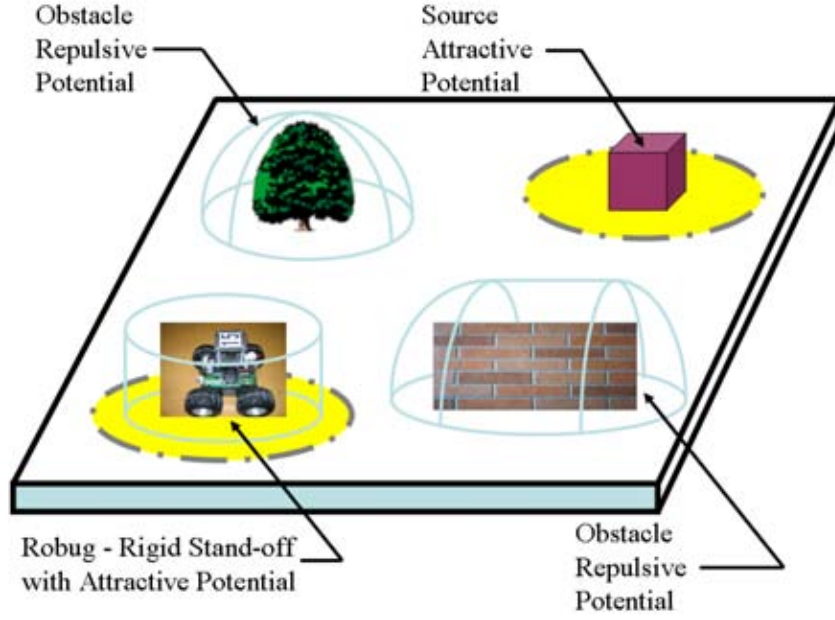 Obstacle
Repulsive
Potential
Source
Attractive
Potential
Robug - Rigid Stand-off
with Attractive Potential
Obstacle
Repulsive
Potential